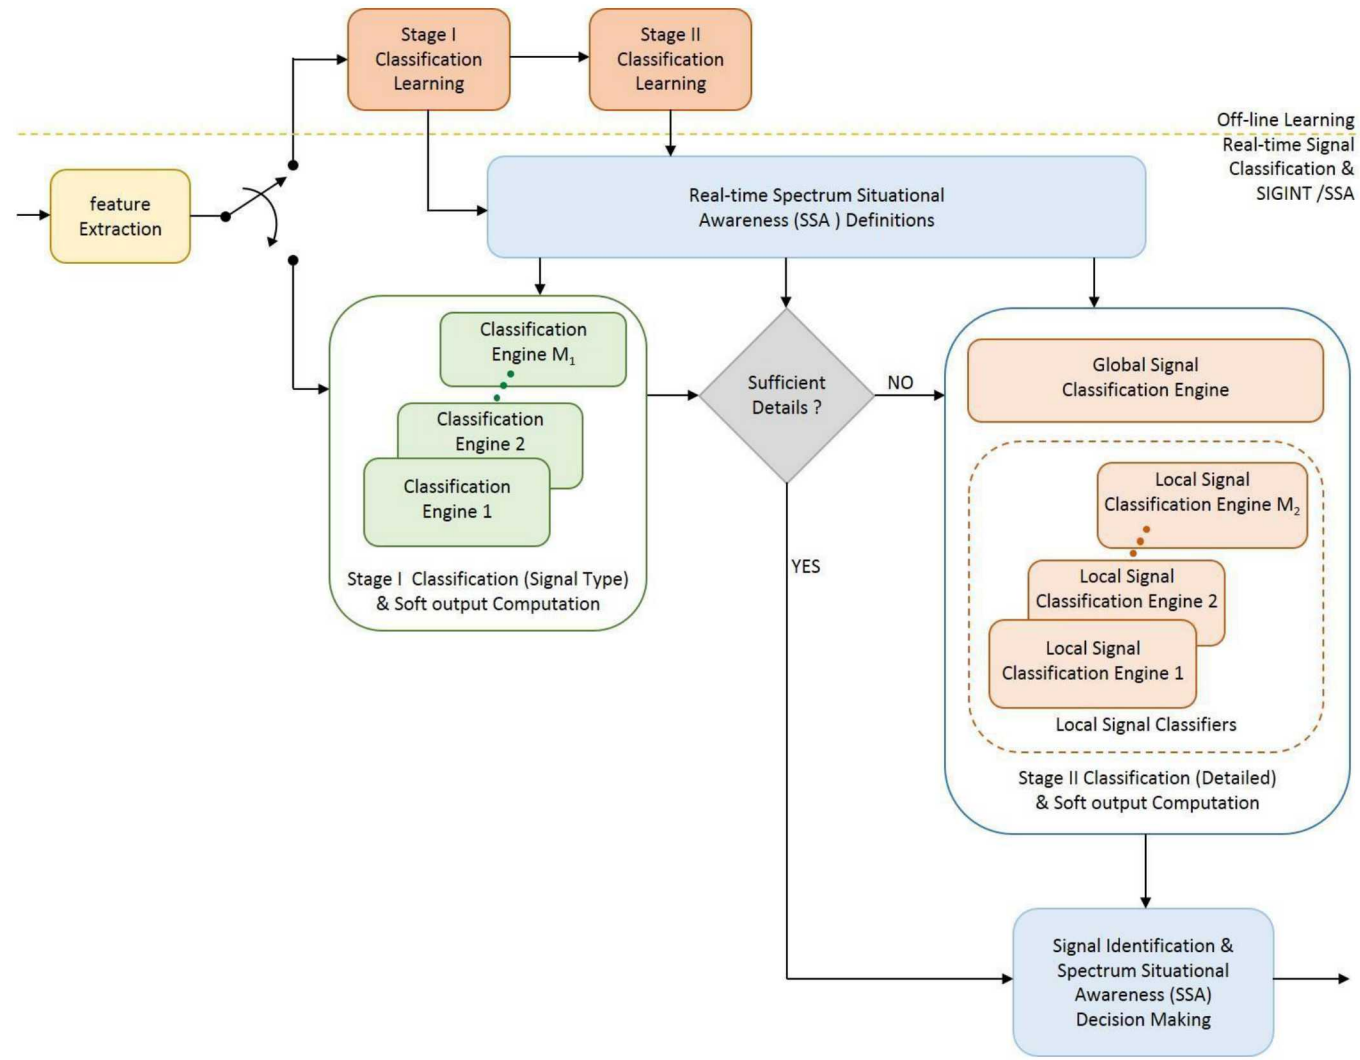 Stage I
Classification
Learning
Stage II
Classification
Learning
Off-line Learning
Real-time Signal
Classification &
SIGINT /SSA
feature
Extraction
Real-time Spectrum Situational
Awareness (SSA ) Definitions
Classification
Engine M1
Classification
Engine 2
Classification
Engine 1
Stage I  Classification (Signal Type)
& Soft output Computation
Sufficient
Details ?
NO
YES
Global Signal
Classification Engine
Local Signal
Classification Engine M2
Local Signal
Classification Engine 2
Local Signal
Classification Engine 1
Local Signal Classifiers
Stage II Classification (Detailed)
& Soft output Computation
Signal Identification &
Spectrum Situational
Awareness (SSA)
Decision Making